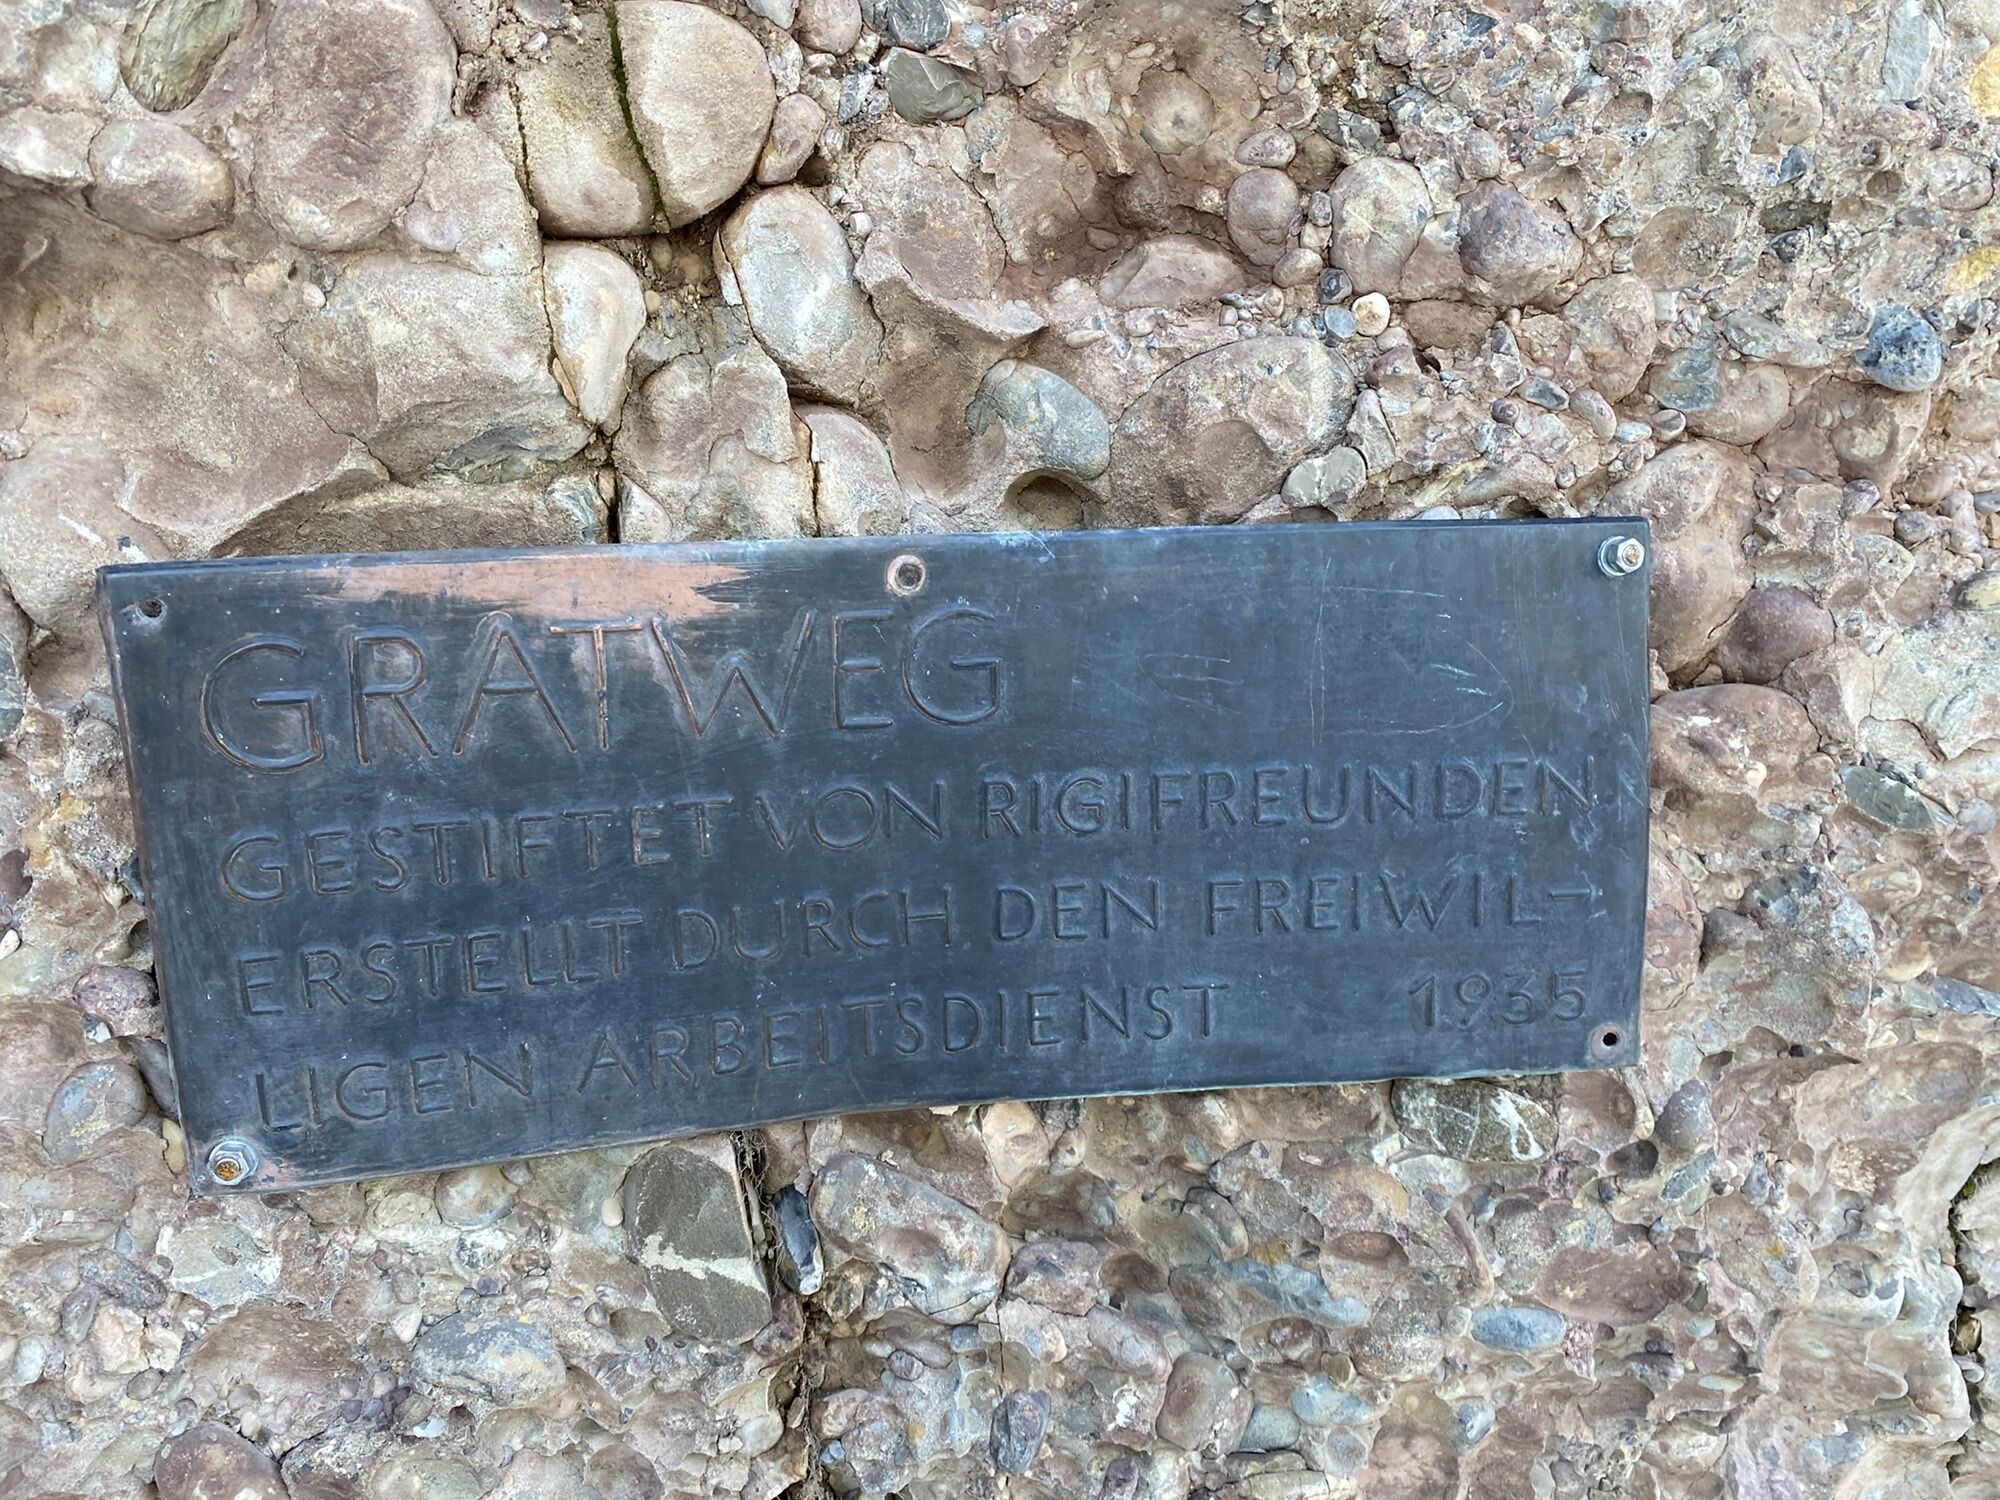 GRATWEG
GESTIFTET VON RIGIFREUNDEN
ERSTELLT DURCH DEN FREIWIL-
LIGEN ARBEITSDIENST 1935